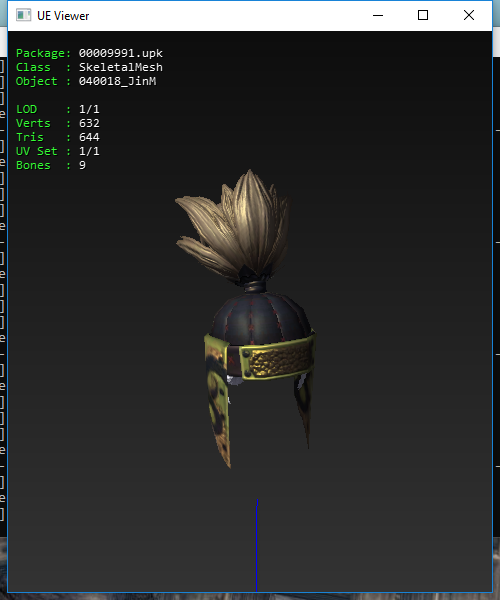 UE Viewer
Package: 00009991.upk
Class : SkeletalMesh
Object : 040018_JinM
LOD : 1/1
Verts : 632
Tris : 644
UV Set : 1/1
Bones : 9